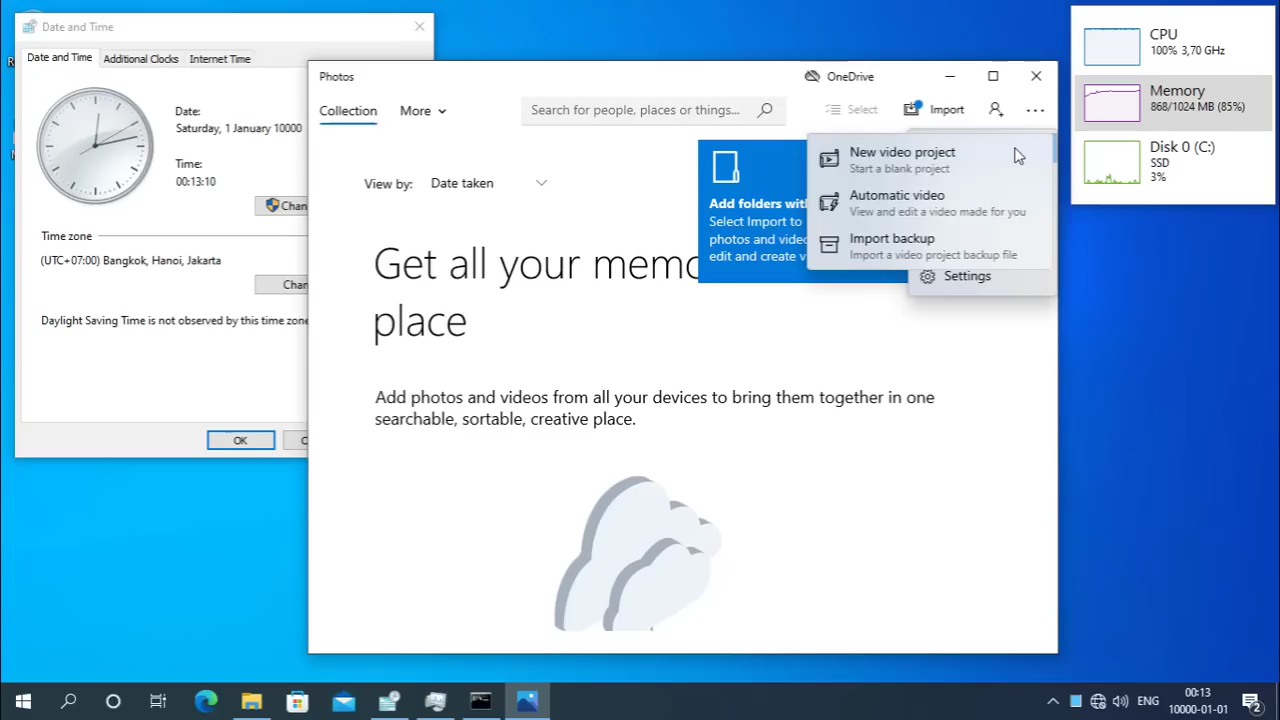 Date and Time
Date and Time
Additional Clocks
Internet Time
Date:
Saturday, 1 January 10000
Time:
00:13:10
Chan
Time zone
(UTC+07:00) Bangkok, Hanoi, Jakarta
Chan
Daylight Saving Time is not observed by this time zone
OK
C
Photos
OneDrive
Collection
More
Search for people, places or things...
Select
Import
View by:
Date taken
Add folders with
Select Import to
photos and video
edit and create v
New video project
Start a blank project
Automatic video
View and edit a video made for you
Import backup
Import a video project backup file
Settings
Get all your memo
place
Add photos and videos from all your devices to bring them together in one
searchable, sortable, creative place.
CPU
100% 3,70 GHz
Memory
868/1024 MB (85%)
Disk 0 (C:)
SSD
3%
ENG
00:13
10000-01-01
2